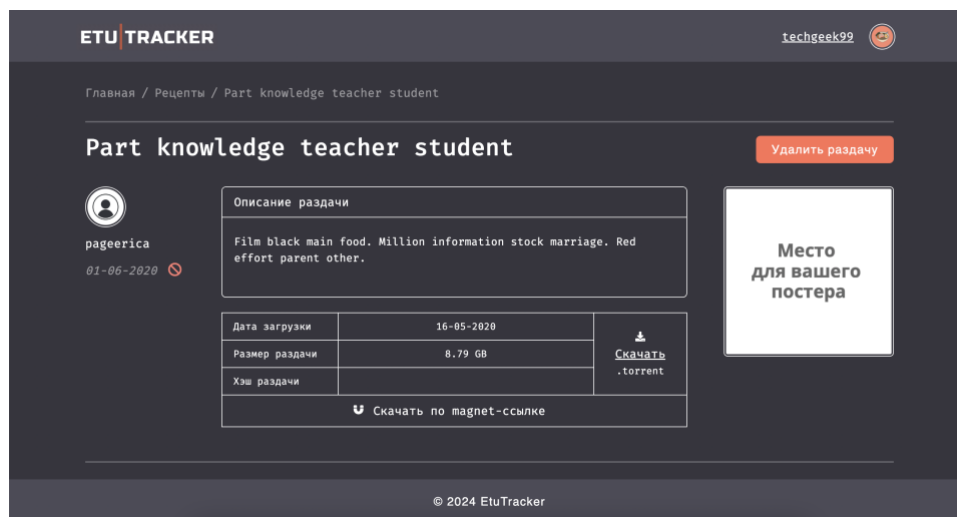 ETU TRACKER
techgeek99
Главная / Рецепты / Part knowledge teacher student
Part knowledge teacher student
Удалить раздачу
pageerica
01-06-2020
Описание раздачи
Film black main food. Million information stock marriage. Red
effort parent other.
Дата загрузки 16-05-2020
Размер раздачи 8.79 GB
Хэш раздачи
Скачать
.torrent
Скачать по magnet-ссылке
Место
для вашего
постера
© 2024 EtuTracker